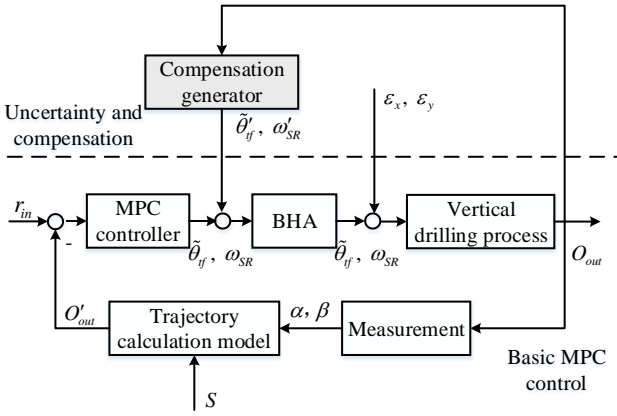 Compensation
generator
Uncertainty and
compensation
θ̃′tf , ω′SR
εx, εy
rin
-
MPC
controller
BHA
Vertical
drilling process
θ̃tf , ωSR
θ̃tf , ωSR
Oout
O′out
Trajectory
calculation model
α, β
Measurement
Basic MPC
control
S